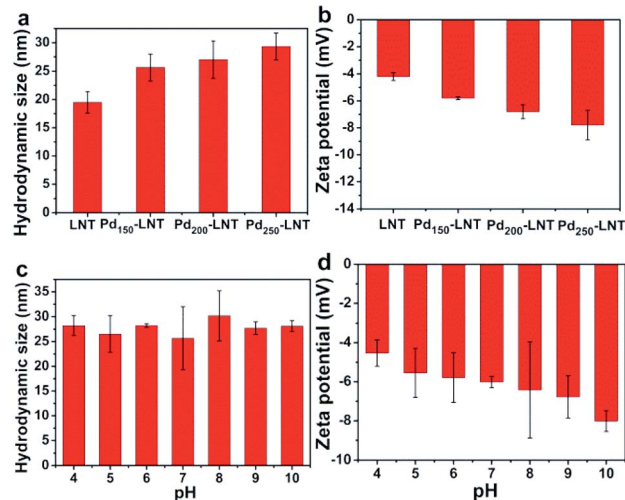 a
Hydrodynamic size (nm)
30
25
20
15
10
5
0
LNT Pd₁₅₀-LNT Pd₂₀₀-LNT Pd₂₅₀-LNT
b
Zeta potential (mV)
0
-2
-4
-6
-8
-10
-12
-14
LNT Pd₁₅₀-LNT Pd₂₀₀-LNT Pd₂₅₀-LNT
c
Hydrodynamic size (nm)
35
30
25
20
15
10
5
0
4 5 6 7 8 9 10
pH
d
Zeta potential (mV)
0
-2
-4
-6
-8
-10
4 5 6 7 8 9 10
pH